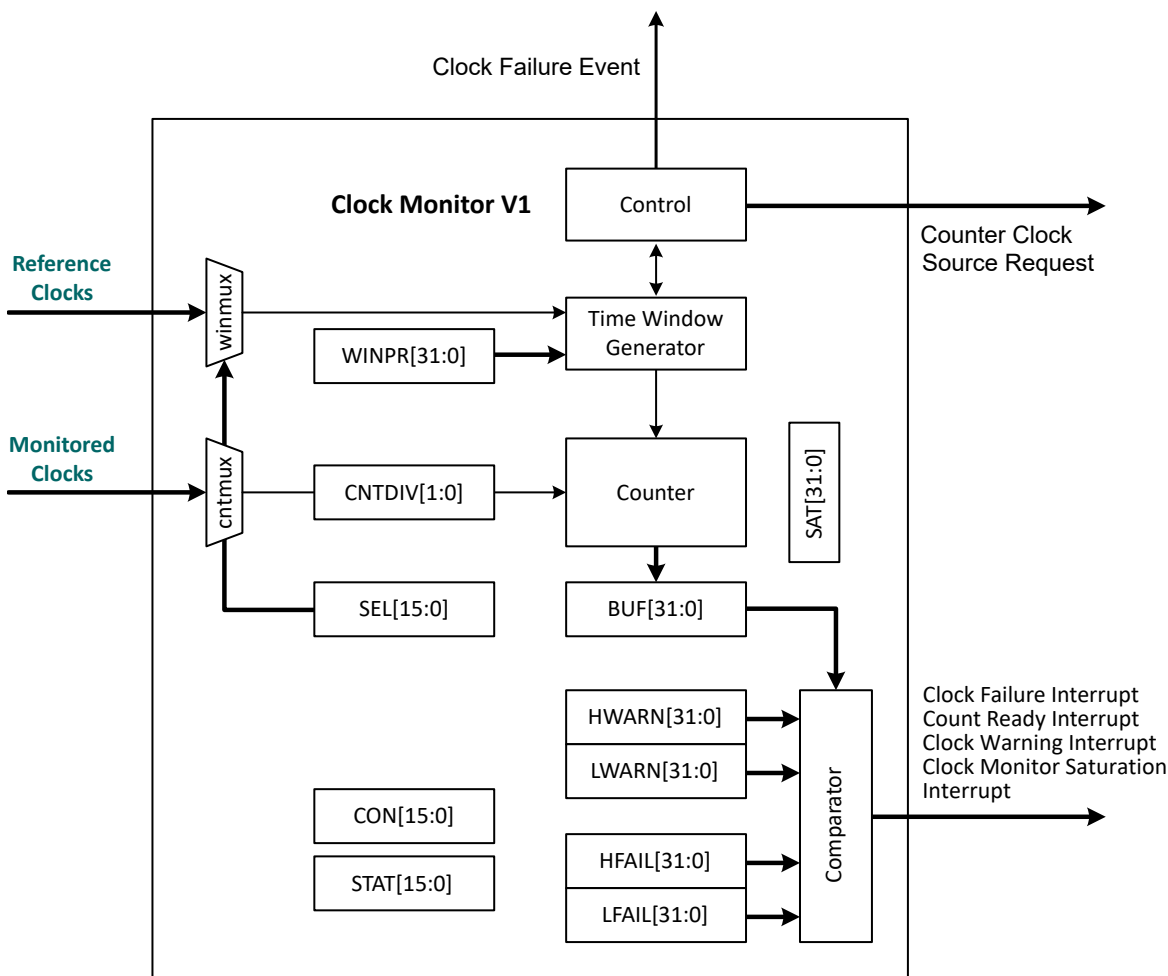 Clock Failure Event
Clock Monitor V1
Control
Counter Clock
Source Request
Reference
Clocks
winmux
Time Window
Generator
WINPR[31:0]
Monitored
Clocks
cntmux
CNTDIV[1:0]
Counter
SAT[31:0]
SEL[15:0]
BUF[31:0]
HWARN[31:0]
LWARN[31:0]
Clock Failure Interrupt
Count Ready Interrupt
Clock Warning Interrupt
Clock Monitor Saturation
Interrupt
Comparator
CON[15:0]
STAT[15:0]
HFAIL[31:0]
LFAIL[31:0]